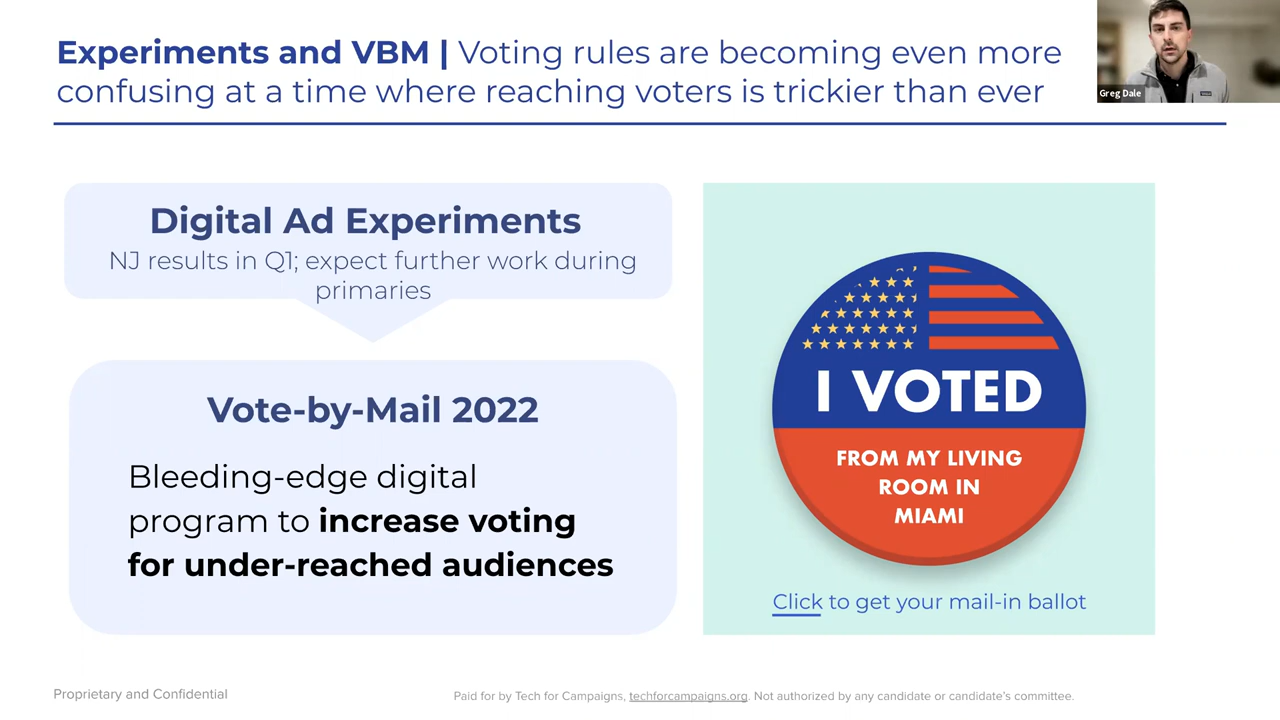 Experiments and VBM | Voting rules are becoming even more
confusing at a time where reaching voters is trickier than ever
Greg Dale
Digital Ad Experiments
NJ results in Q1; expect further work during
primaries
Vote-by-Mail 2022
Bleeding-edge digital
program to increase voting
for under-reached audiences
I VOTED
FROM MY LIVING
ROOM IN
MIAMI
Click to get your mail-in ballot
Proprietary and Confidential
Paid for by Tech for Campaigns, techforcampaigns.org. Not authorized by any candidate or candidate's committee.